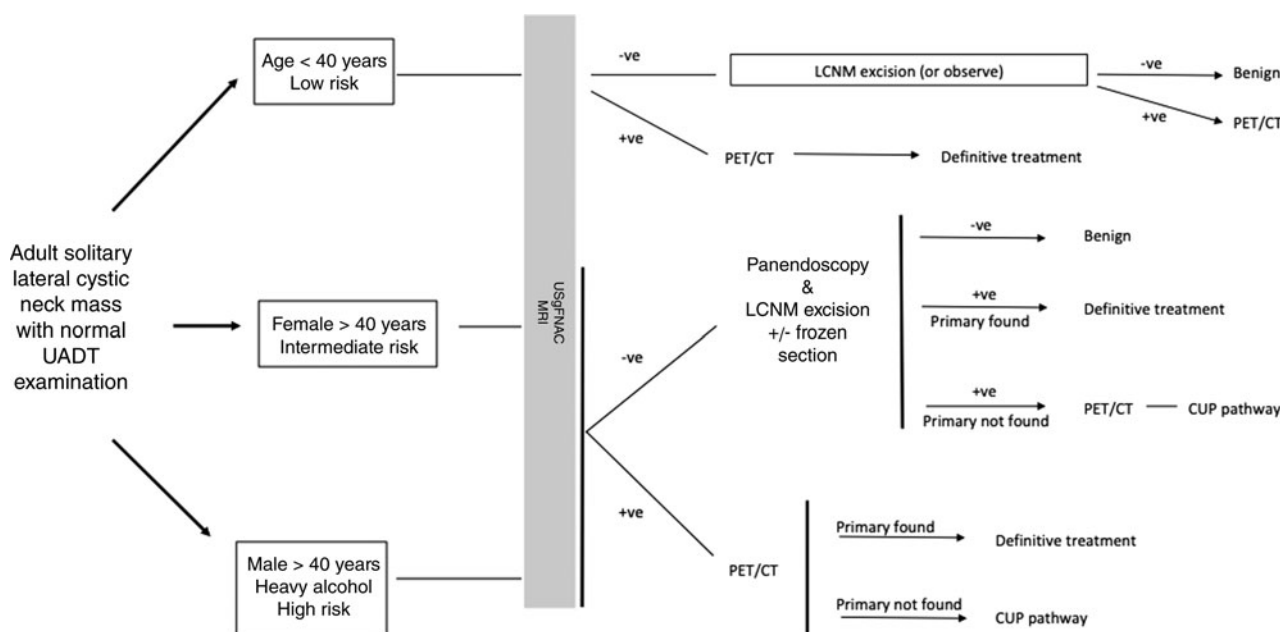 Adult solitary
lateral cystic
neck mass
with normal
UADT
examination
Age < 40 years
Low risk
Female > 40 years
Intermediate risk
Male > 40 years
Heavy alcohol
High risk
USgFNAC
MRI
-ve
LCNM excision (or observe)
-ve
Benign
+ve
PET/CT
+ve
PET/CT
Definitive treatment
-ve
Panendoscopy
&
LCNM excision
+/- frozen
section
-ve
Benign
+ve
Primary found
Definitive treatment
+ve
Primary not found
PET/CT
CUP pathway
+ve
PET/CT
Primary found
Definitive treatment
Primary not found
CUP pathway